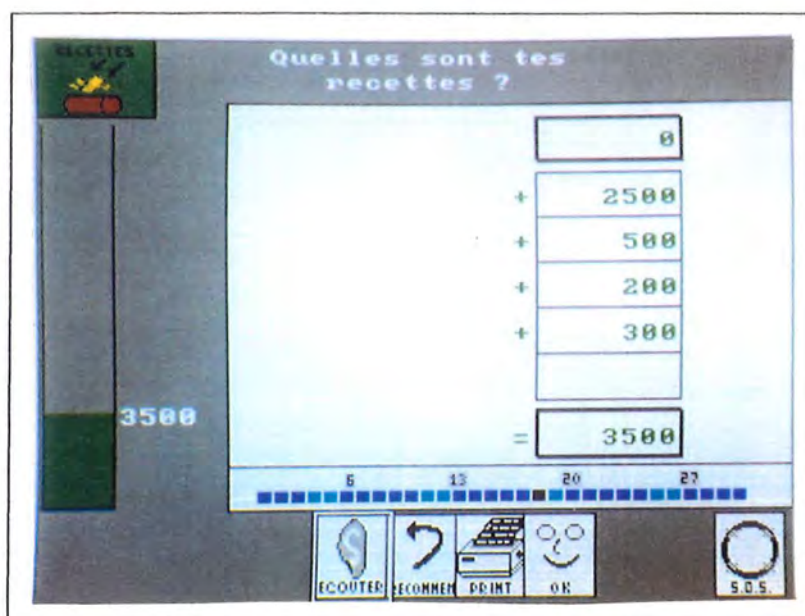 RECETTES
Quelles sont tes
recettes ?
0
+ 2500
+ 500
+ 200
+ 300
3500
= 3500
6 13 20 27
ECOUTER RECOMMEN PRINT OK S.O.S.